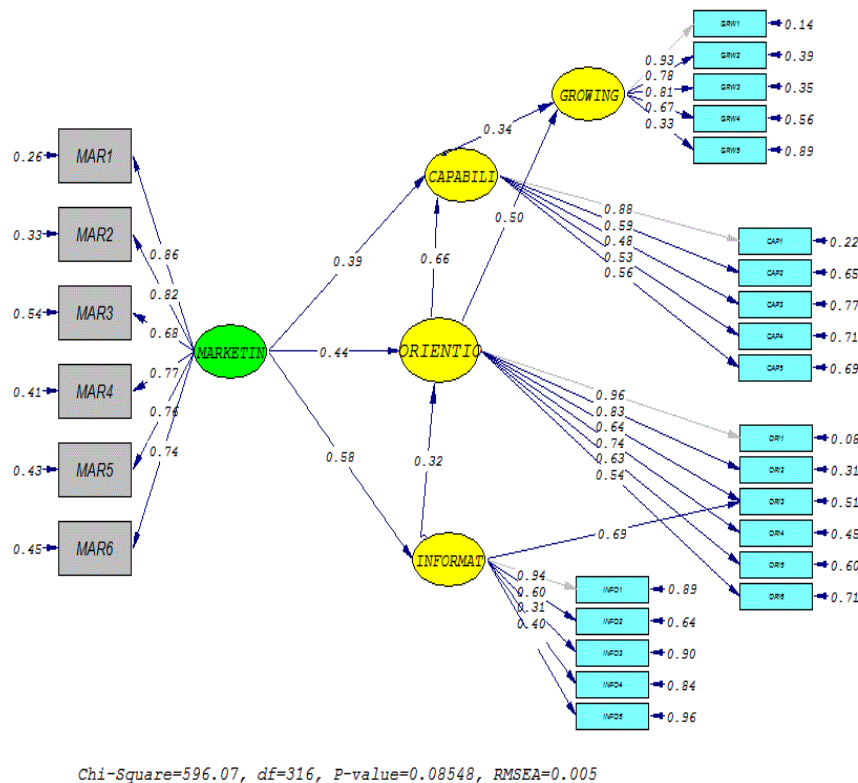 0.26
MAR1
0.33
MAR2
0.54
MAR3
0.41
MAR4
0.43
MAR5
0.45
MAR6
0.86
0.82
0.68
0.77
0.76
0.74
MARKETIN
0.39
0.44
0.58
CAPABILI
0.34
0.66
0.50
ORIENTIO
0.32
INFORMAT
GROWING
0.93
0.78
0.81
0.67
0.33
GRW1
0.14
GRW2
0.39
GRW3
0.35
GRW4
0.56
GRW5
0.89
0.88
0.59
0.48
0.53
0.56
CAP1
0.22
CAP2
0.65
CAP3
0.77
CAP4
0.71
CAP5
0.69
0.96
0.83
0.64
0.74
0.63
0.54
0.69
ORI1
0.08
ORI2
0.31
ORI3
0.51
ORI4
0.45
ORI5
0.60
ORI6
0.71
0.94
0.60
0.31
0.40
INFO1
0.89
INFO2
0.64
INFO3
0.90
INFO4
0.84
INFO5
0.96
Chi-Square=596.07, df=316, P-value=0.08548, RMSEA=0.005